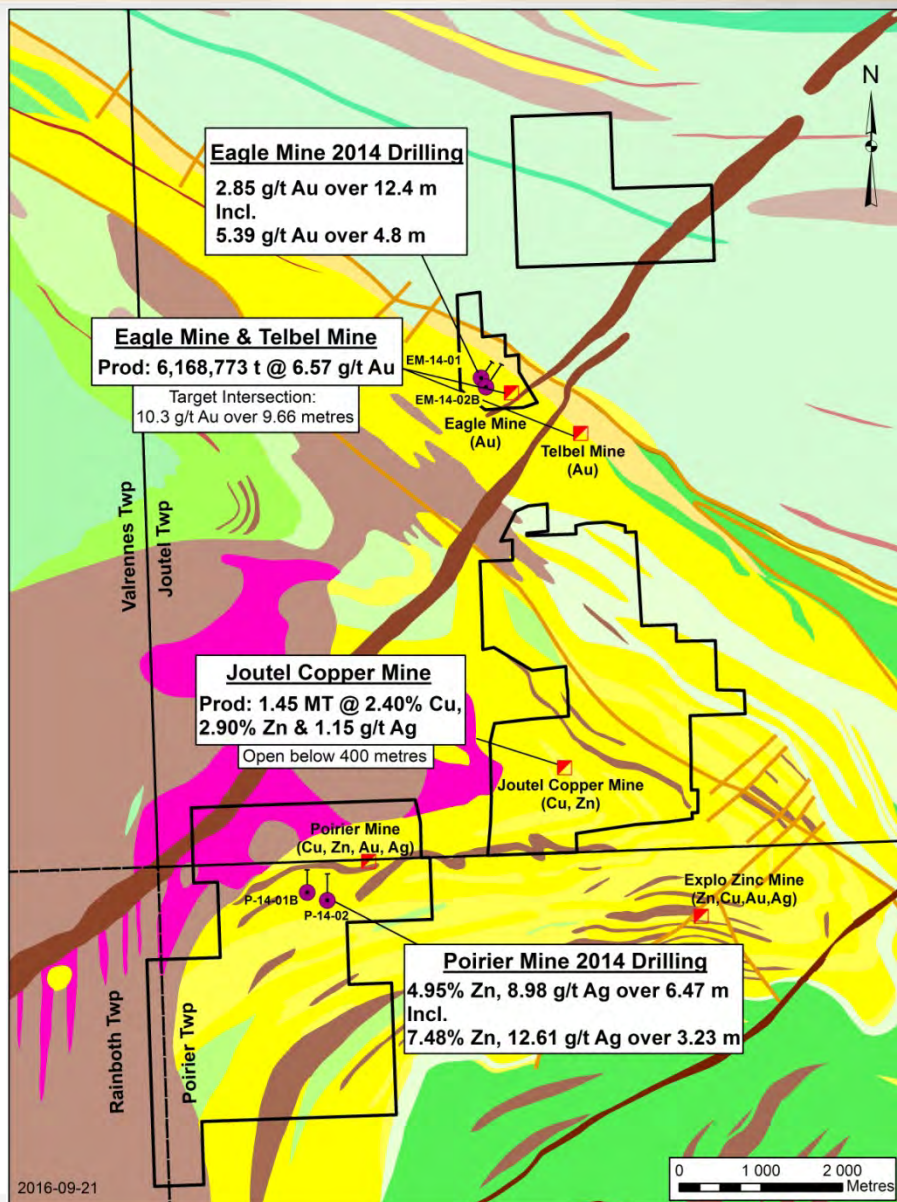 N
Eagle Mine 2014 Drilling
2.85 g/t Au over 12.4 m
Incl.
5.39 g/t Au over 4.8 m
Eagle Mine & Telbel Mine
Prod: 6,168,773 t @ 6.57 g/t Au
Target Intersection:
10.3 g/t Au over 9.66 metres
EM-14-01
EM-14-02B
Eagle Mine
(Au)
Telbel Mine
(Au)
Valrennes Twp
Joutel Twp
Joutel Copper Mine
Prod: 1.45 MT @ 2.40% Cu,
2.90% Zn & 1.15 g/t Ag
Open below 400 metres
Joutel Copper Mine
(Cu, Zn)
Poirier Mine
(Cu, Zn, Au, Ag)
P-14-01B
P-14-02
Explo Zinc Mine
(Zn,Cu,Au,Ag)
Poirier Mine 2014 Drilling
4.95% Zn, 8.98 g/t Ag over 6.47 m
Incl.
7.48% Zn, 12.61 g/t Ag over 3.23 m
Rainboth Twp
Poirier Twp
2016-09-21
0 1 000 2 000
Metres